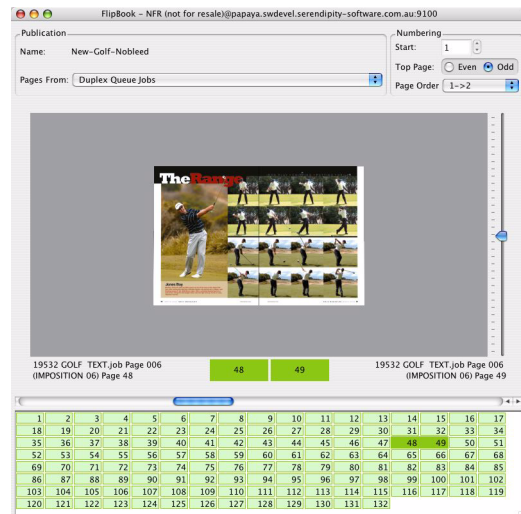 FlipBook - NFR (not for resale)@papaya.swdevel.serendipity-software.com.au:9100
Publication
Name: New-Golf-Nobleed
Pages From: Duplex Queue Jobs
Numbering
Start: 1
Top Page: Even Odd
Page Order 1->2
TheRange
19532 GOLF TEXT.job Page 006
(IMPOSITION 06) Page 48
48 49
19532 GOLF TEXT.job Page 006
(IMPOSITION 06) Page 49
1 2 3 4 5 6 7 8 9 10 11 12 13 14 15 16 17
18 19 20 21 22 23 24 25 26 27 28 29 30 31 32 33 34
35 36 37 38 39 40 41 42 43 44 45 46 47 48 49 50 51
52 53 54 55 56 57 58 59 60 61 62 63 64 65 66 67 68
69 70 71 72 73 74 75 76 77 78 79 80 81 82 83 84 85
86 87 88 89 90 91 92 93 94 95 96 97 98 99 100 101 102
103 104 105 106 107 108 109 110 111 112 113 114 115 116 117 118 119
120 121 122 123 124 125 126 127 128 129 130 131 132